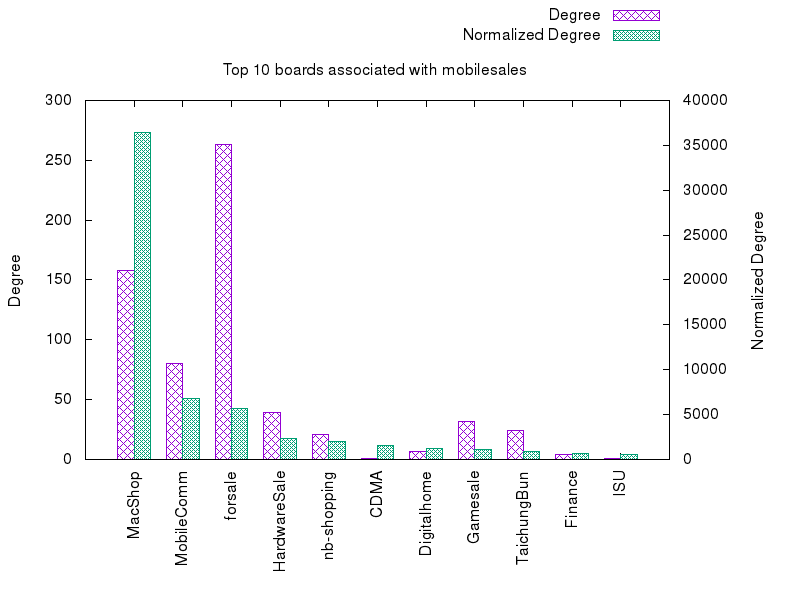 Degree
Normalized Degree
Top 10 boards associated with mobilesales
300
250
200
150
100
50
0
40000
35000
30000
25000
20000
15000
10000
5000
0
Degree
Normalized Degree
MacShop
MobileComm
forsale
HardwareSale
nb-shopping
CDMA
Digitalhome
Gamesale
TaichungBun
Finance
ISU